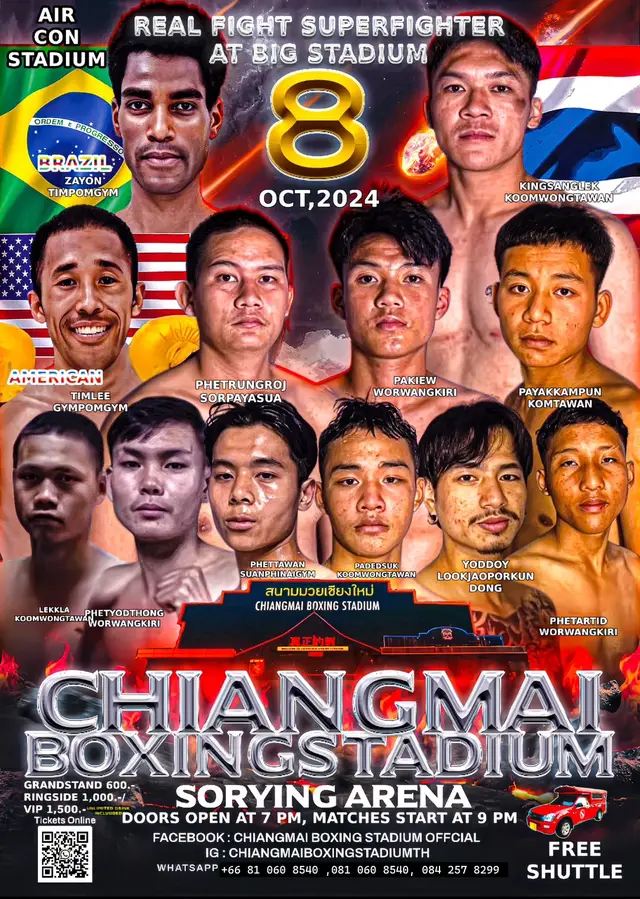 AIR
CON
STADIUM
REAL FIGHT SUPERFIGHTER
AT BIG STADIUM
8
OCT,2024
ORDEM E PROGRESSO
BRAZIL
ZAYON
TIMPOMGYM
KINGSANGLEK
KOOMWONGTAWAN
AMERICAN
TIMLEE
GYMPOMGYM
PHETRUNGROJ
SORPAYASUA
PAKIEW
WORWANGKIRI
PAYAKKAMPUN
KOMTAWAN
LEKKLA
KOOMWONGTAWAN
PHETYODTHONG
WORWANGKIRI
PHETTAWAN
SUANPHINAIGYM
PADEDSUK
KOOMWONGTAWAN
YODDOY
LOOKJAOPORKUN
DONG
PHETARTID
WORWANGKIRI
สนามมวยเชียงใหม่
CHIANGMAI BOXING STADIUM
CHIANGMAI
BOXINGSTADIUM
SORYING ARENA
GRANDSTAND 600.-
RINGSIDE 1,000.-
VIP 1,500.- UNLIMITED DRINK INCLUDED
DOORS OPEN AT 7 PM, MATCHES START AT 9 PM
Tickets Online
FACEBOOK : CHIANGMAI BOXING STADIUM OFFCIAL
IG : CHIANGMAIBOXINGSTADIUMTH
WHATSAPP +66 81 060 8540 ,081 060 8540, 084 257 8299
FREE
SHUTTLE